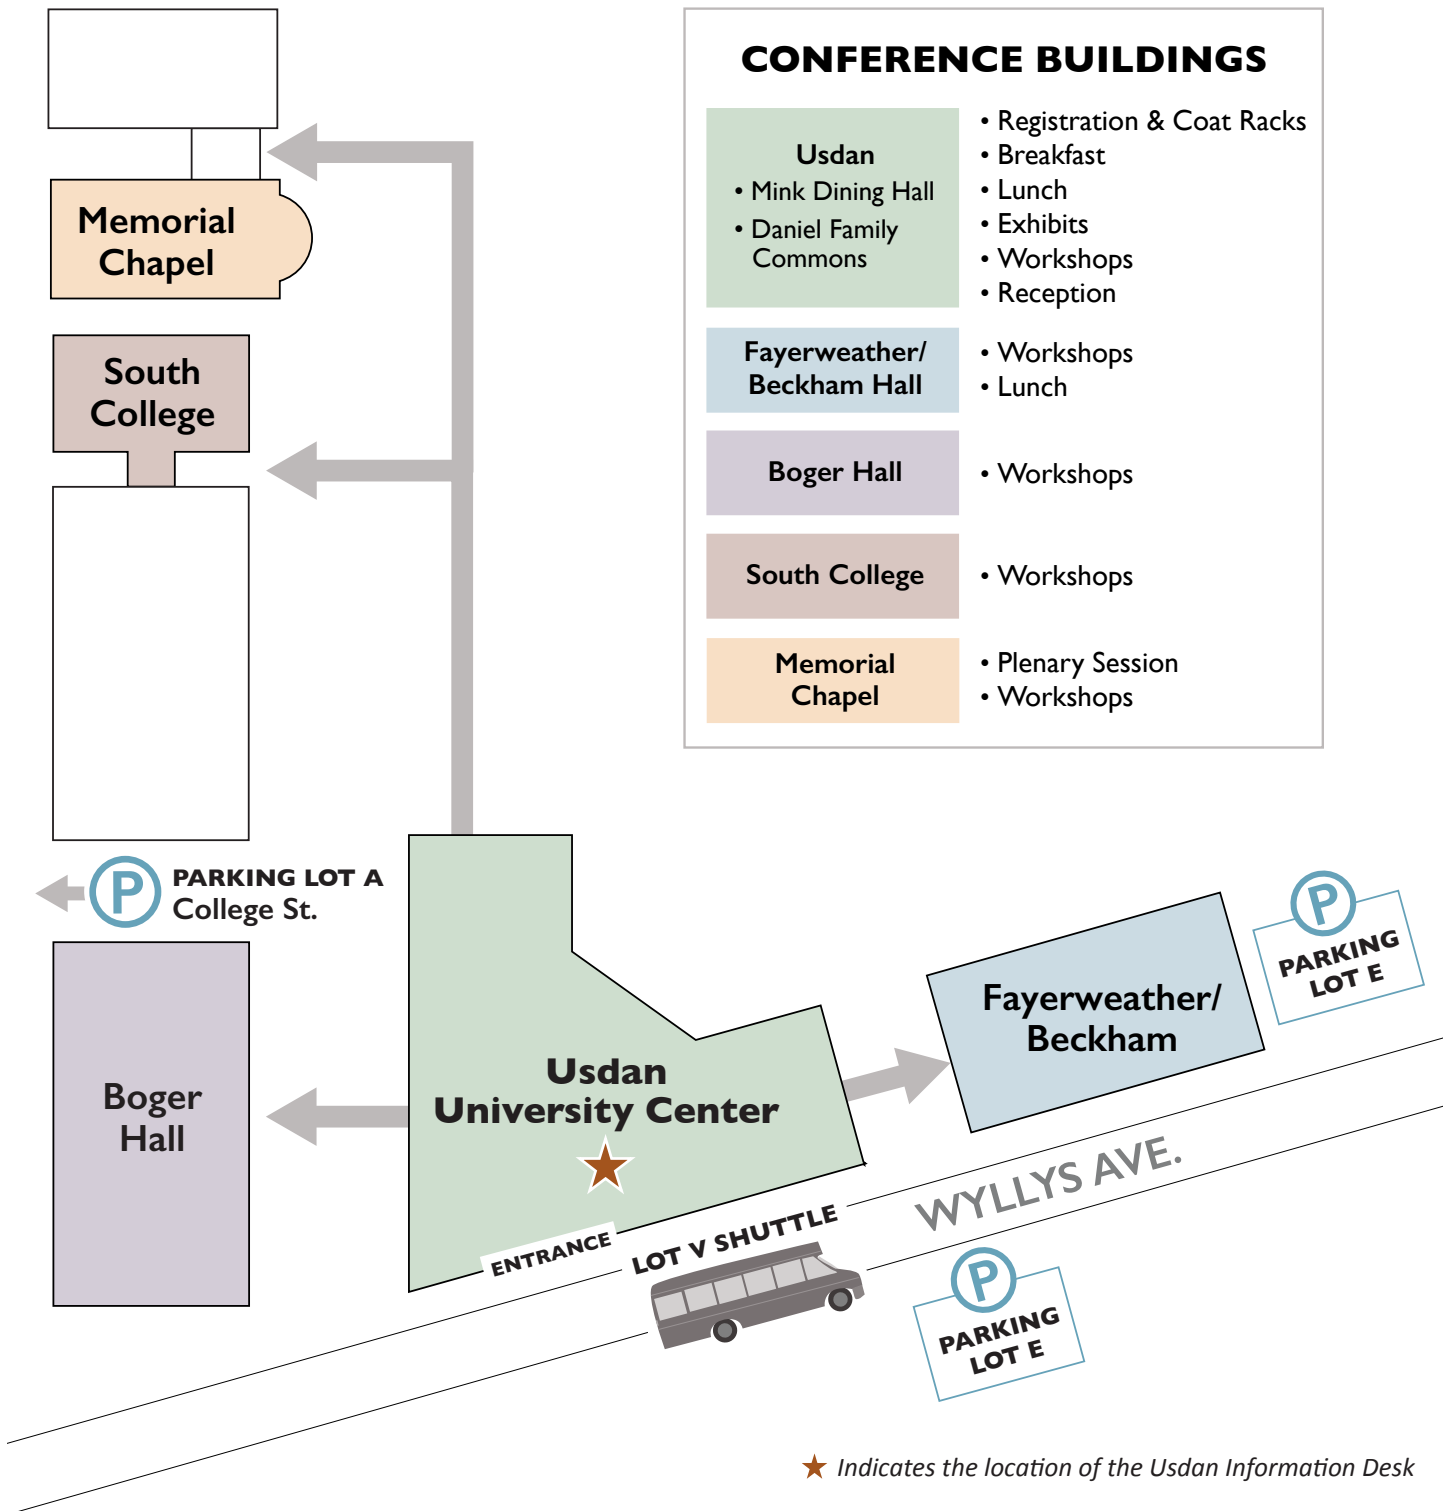 CONFERENCE BUILDINGS
Usdan
• Mink Dining Hall
• Daniel Family
Commons
• Registration & Coat Racks
• Breakfast
• Lunch
• Exhibits
• Workshops
• Reception
Fayerweather/
Beckham Hall
• Workshops
• Lunch
Boger Hall
• Workshops
South College
• Workshops
Memorial
Chapel
• Plenary Session
• Workshops
Memorial
Chapel
South
College
P
PARKING LOT A
College St.
Boger
Hall
Usdan
University Center
ENTRANCE
LOT V SHUTTLE
Fayerweather/
Beckham
P
PARKING
LOT E
WYLLYS AVE.
P
PARKING
LOT E
Indicates the location of the Usdan Information Desk